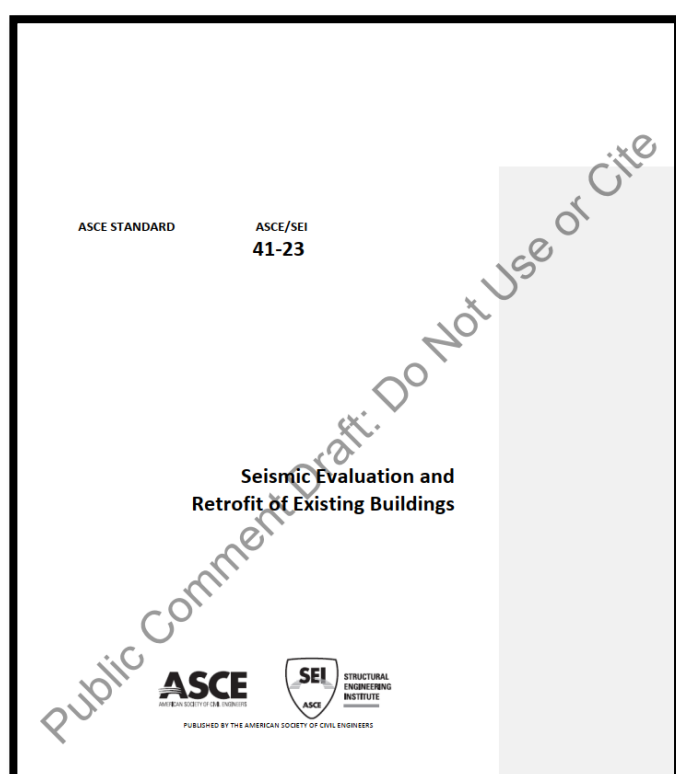 Public Comment Draft: Do Not Use or Cite
ASCE STANDARD ASCE/SEI
41-23
Seismic Evaluation and
Retrofit of Existing Buildings
ASCE
AMERICAN SOCIETY OF CIVIL ENGINEERS
SEI
ASCE
STRUCTURAL
ENGINEERING
INSTITUTE
PUBLISHED BY THE AMERICAN SOCIETY OF CIVIL ENGINEERS